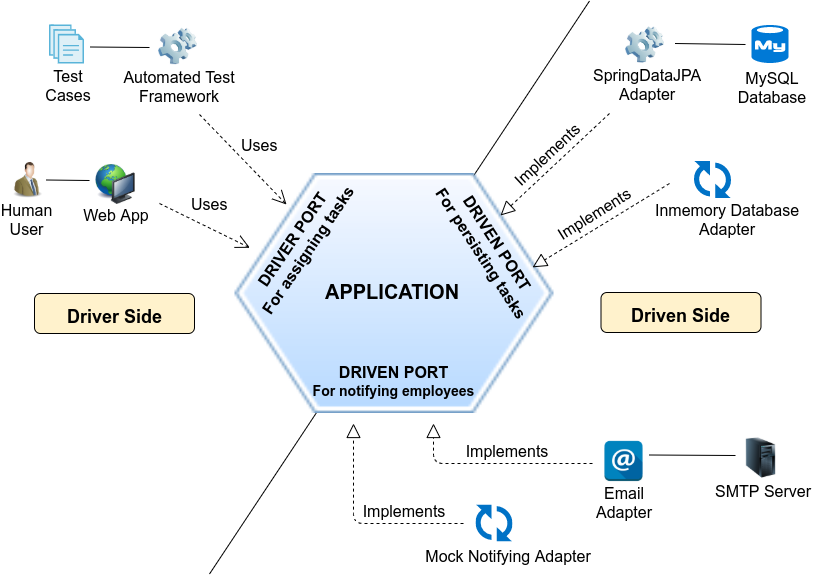 Test
Cases
Automated Test
Framework
SpringDataJPA
Adapter
My
MySQL
Database
Uses
Implements
Human
User
Web App
Uses
Implements
Inmemory Database
Adapter
DRIVER PORT
For assigning tasks
DRIVEN PORT
For persisting tasks
APPLICATION
Driver Side
Driven Side
DRIVEN PORT
For notifying employees
Implements
@
Email
Adapter
SMTP Server
Implements
Mock Notifying Adapter